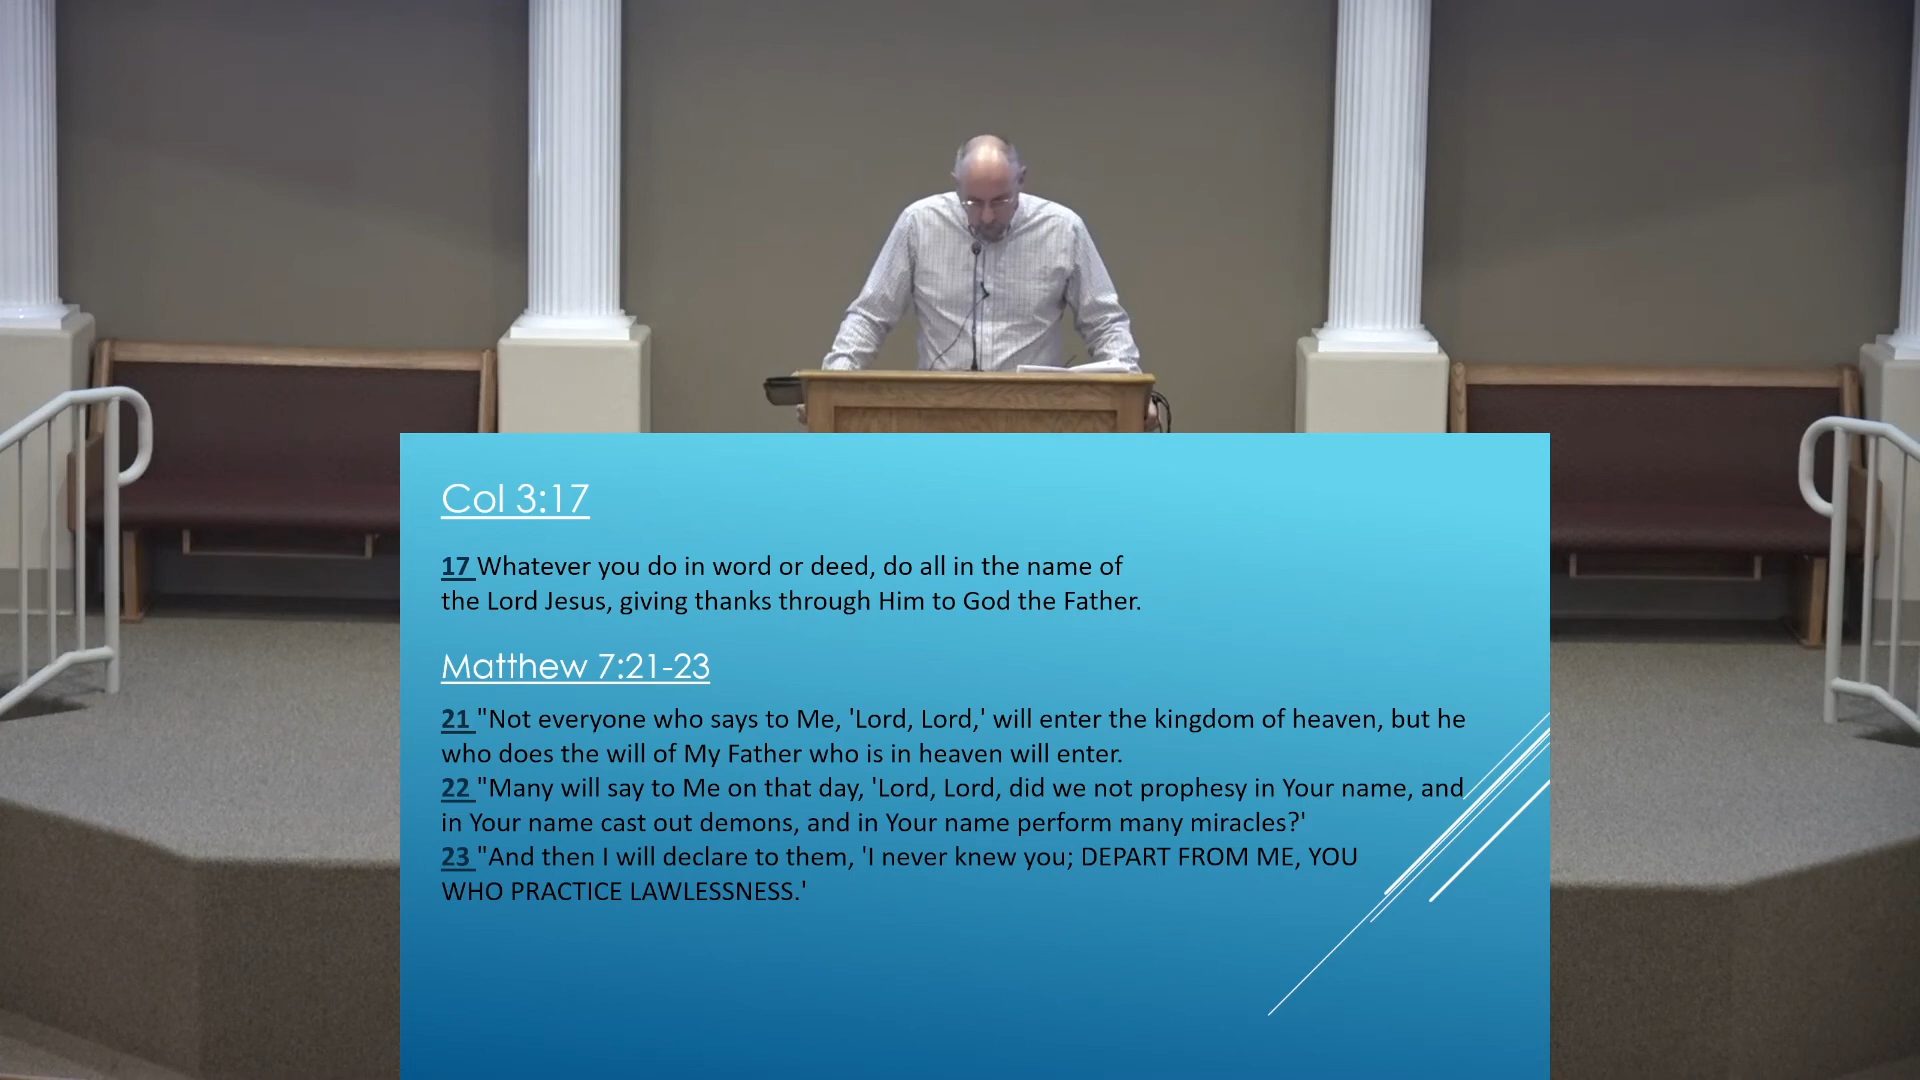 Col 3:17
17 Whatever you do in word or deed, do all in the name of
the Lord Jesus, giving thanks through Him to God the Father.
Matthew 7:21-23
21 "Not everyone who says to Me, 'Lord, Lord,' will enter the kingdom of heaven, but he
who does the will of My Father who is in heaven will enter.
22 "Many will say to Me on that day, 'Lord, Lord, did we not prophesy in Your name, and
in Your name cast out demons, and in Your name perform many miracles?'
23 "And then I will declare to them, 'I never knew you; DEPART FROM ME, YOU
WHO PRACTICE LAWLESSNESS.'